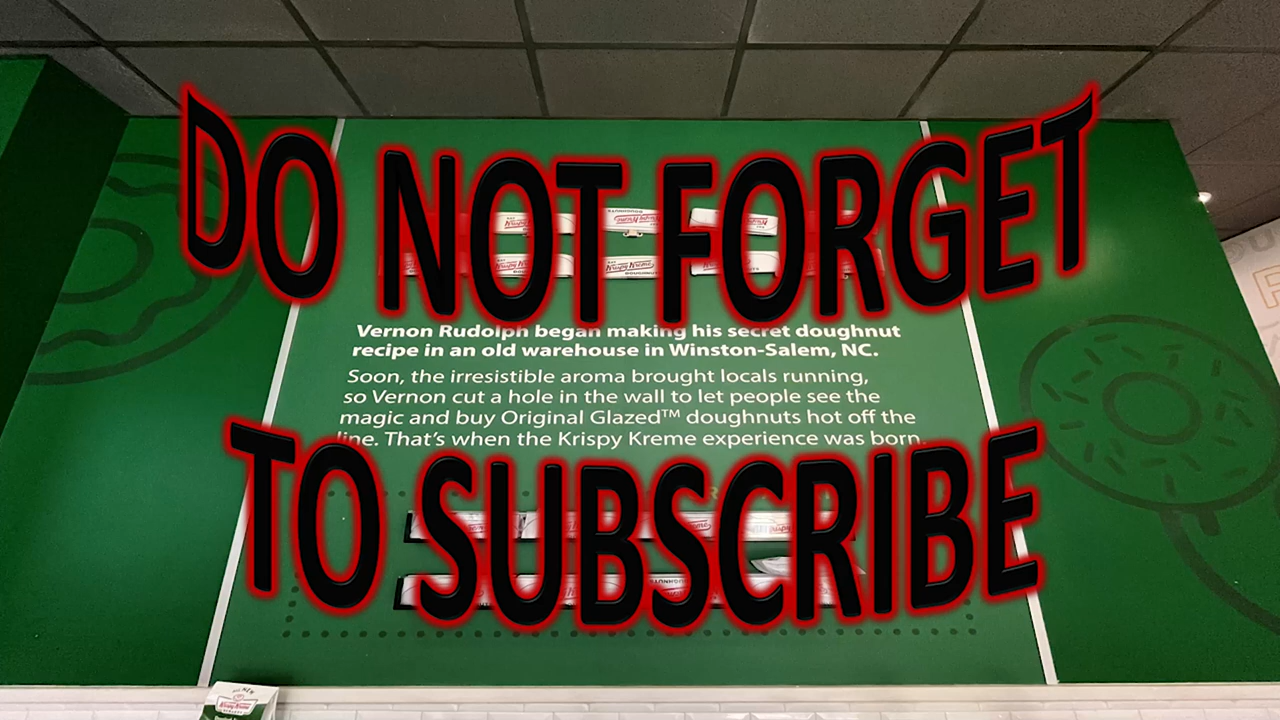 DO NOT FORGET
Vernon Rudolph began making his secret doughnut
recipe in an old warehouse in Winston-Salem, NC.
Soon, the irresistible aroma brought locals running,
so Vernon cut a hole in the wall to let people see the
magic and buy Original Glazed™ doughnuts hot off the
line. That's when the Krispy Kreme experience was born.
TO SUBSCRIBE
Krispy Kreme